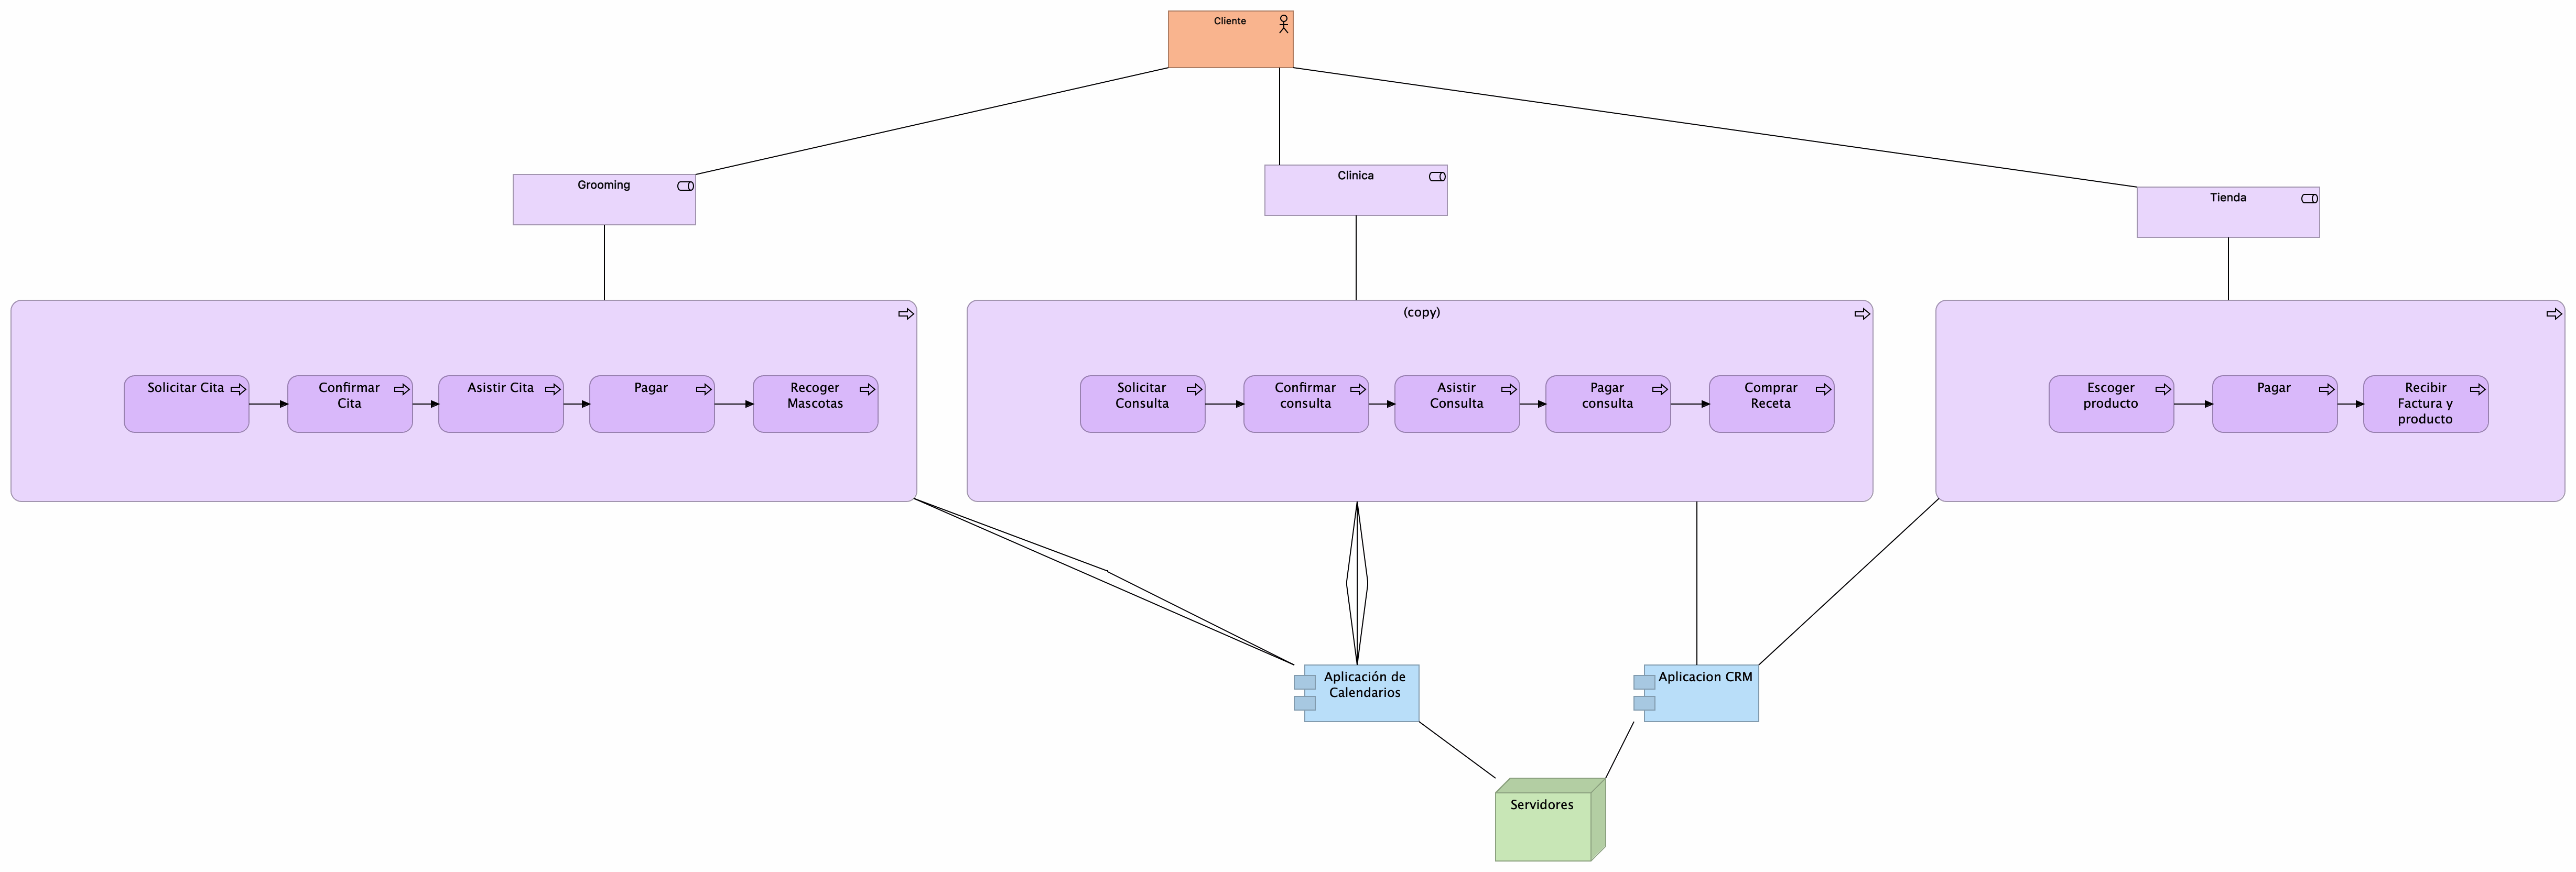 Cliente
Grooming
Clinica
Tienda
(copy)
Solicitar Cita
Confirmar
Cita
Asistir Cita
Pagar
Recoger
Mascotas
Solicitar
Consulta
Confirmar
consulta
Asistir
Consulta
Pagar
consulta
Comprar
Receta
Escoger
producto
Pagar
Recibir
Factura y
producto
Aplicación de
Calendarios
Aplicacion CRM
Servidores